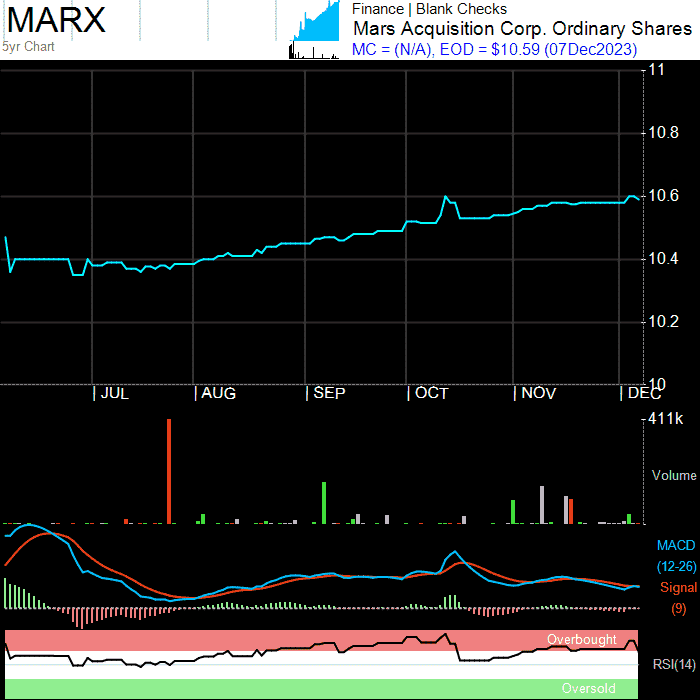 MARX
5yr Chart
Finance | Blank Checks
Mars Acquisition Corp. Ordinary Shares
MC = (N/A), EOD = $10.59 (07Dec2023)
11
10.8
10.6
10.4
10.2
10
| JUL | AUG | SEP | OCT | NOV | DEC
411k
Volume
MACD
(12-26)
Signal
(9)
Overbought
RSI(14)
Oversold